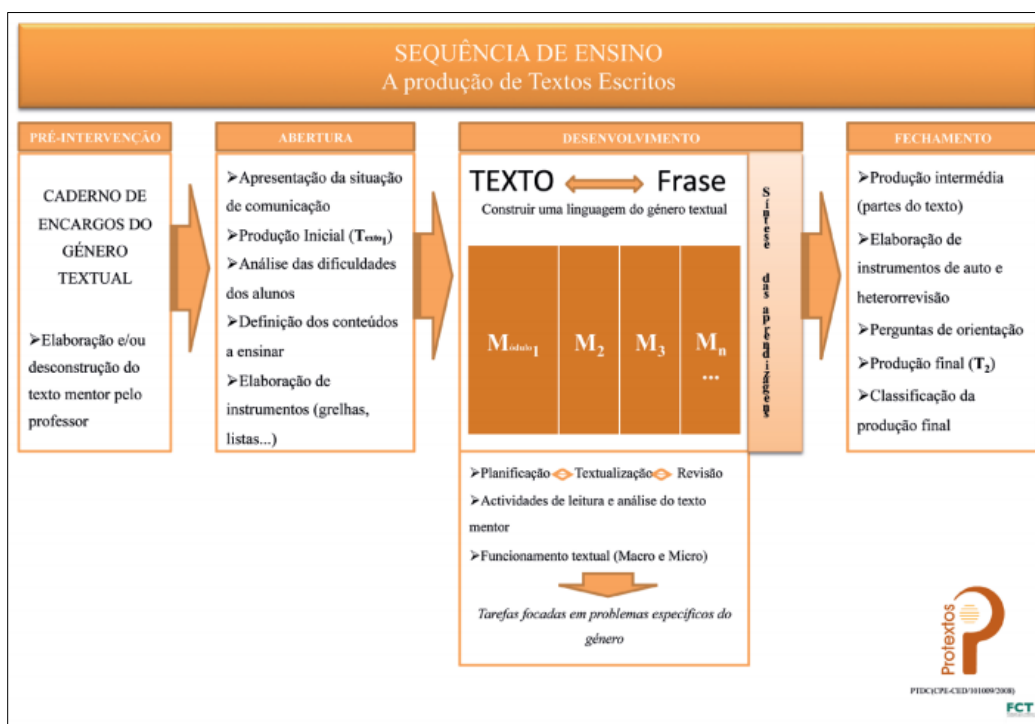 SEQUÊNCIA DE ENSINO
A produção de Textos Escritos
PRÉ-INTERVENÇÃO
CADERNO DE
ENCARGOS DO
GÉNERO
TEXTUAL
➤Elaboração e/ou
desconstrução do
texto mentor pelo
professor
ABERTURA
➤Apresentação da situação
de comunicação
➤Produção Inicial (Texto1)
➤Análise das dificuldades
dos alunos
➤Definição dos conteúdos
a ensinar
➤Elaboração de
instrumentos (grelhas,
listas...)
DESENVOLVIMENTO
TEXTO Frase
Construir uma linguagem do género textual
Módulo1 M2 M3 Mn
...
Síntese das aprendizagens
➤Planificação Textualização Revisão
➤Actividades de leitura e análise do texto
mentor
➤Funcionamento textual (Macro e Micro)
Tarefas focadas em problemas específicos do
género
FECHAMENTO
➤Produção intermédia
(partes do texto)
➤Elaboração de
instrumentos de auto e
heterorrevisão
➤Perguntas de orientação
➤Produção final (T2)
➤Classificação da
produção final
Protextos
PTDC(CPE-CED/101009/2008)
FCT